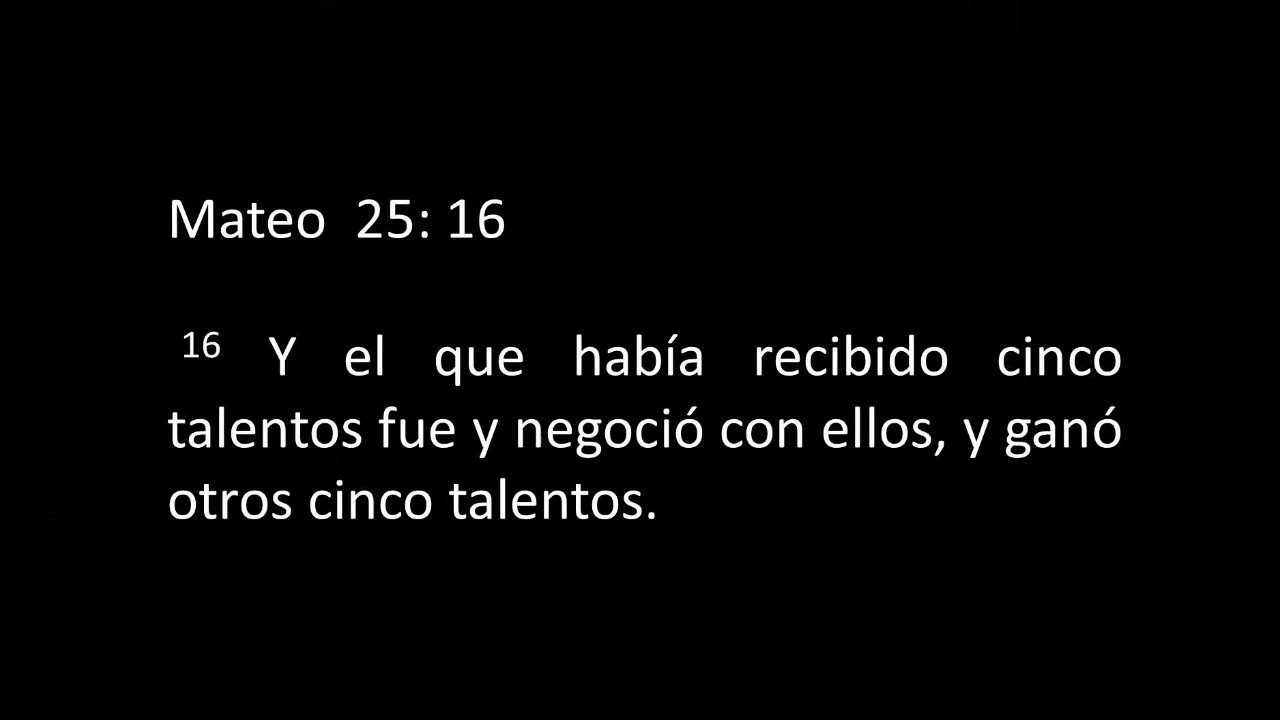 Mateo  25: 16
16 Y el que había recibido cinco
talentos fue y negoció con ellos, y ganó
otros cinco talentos.